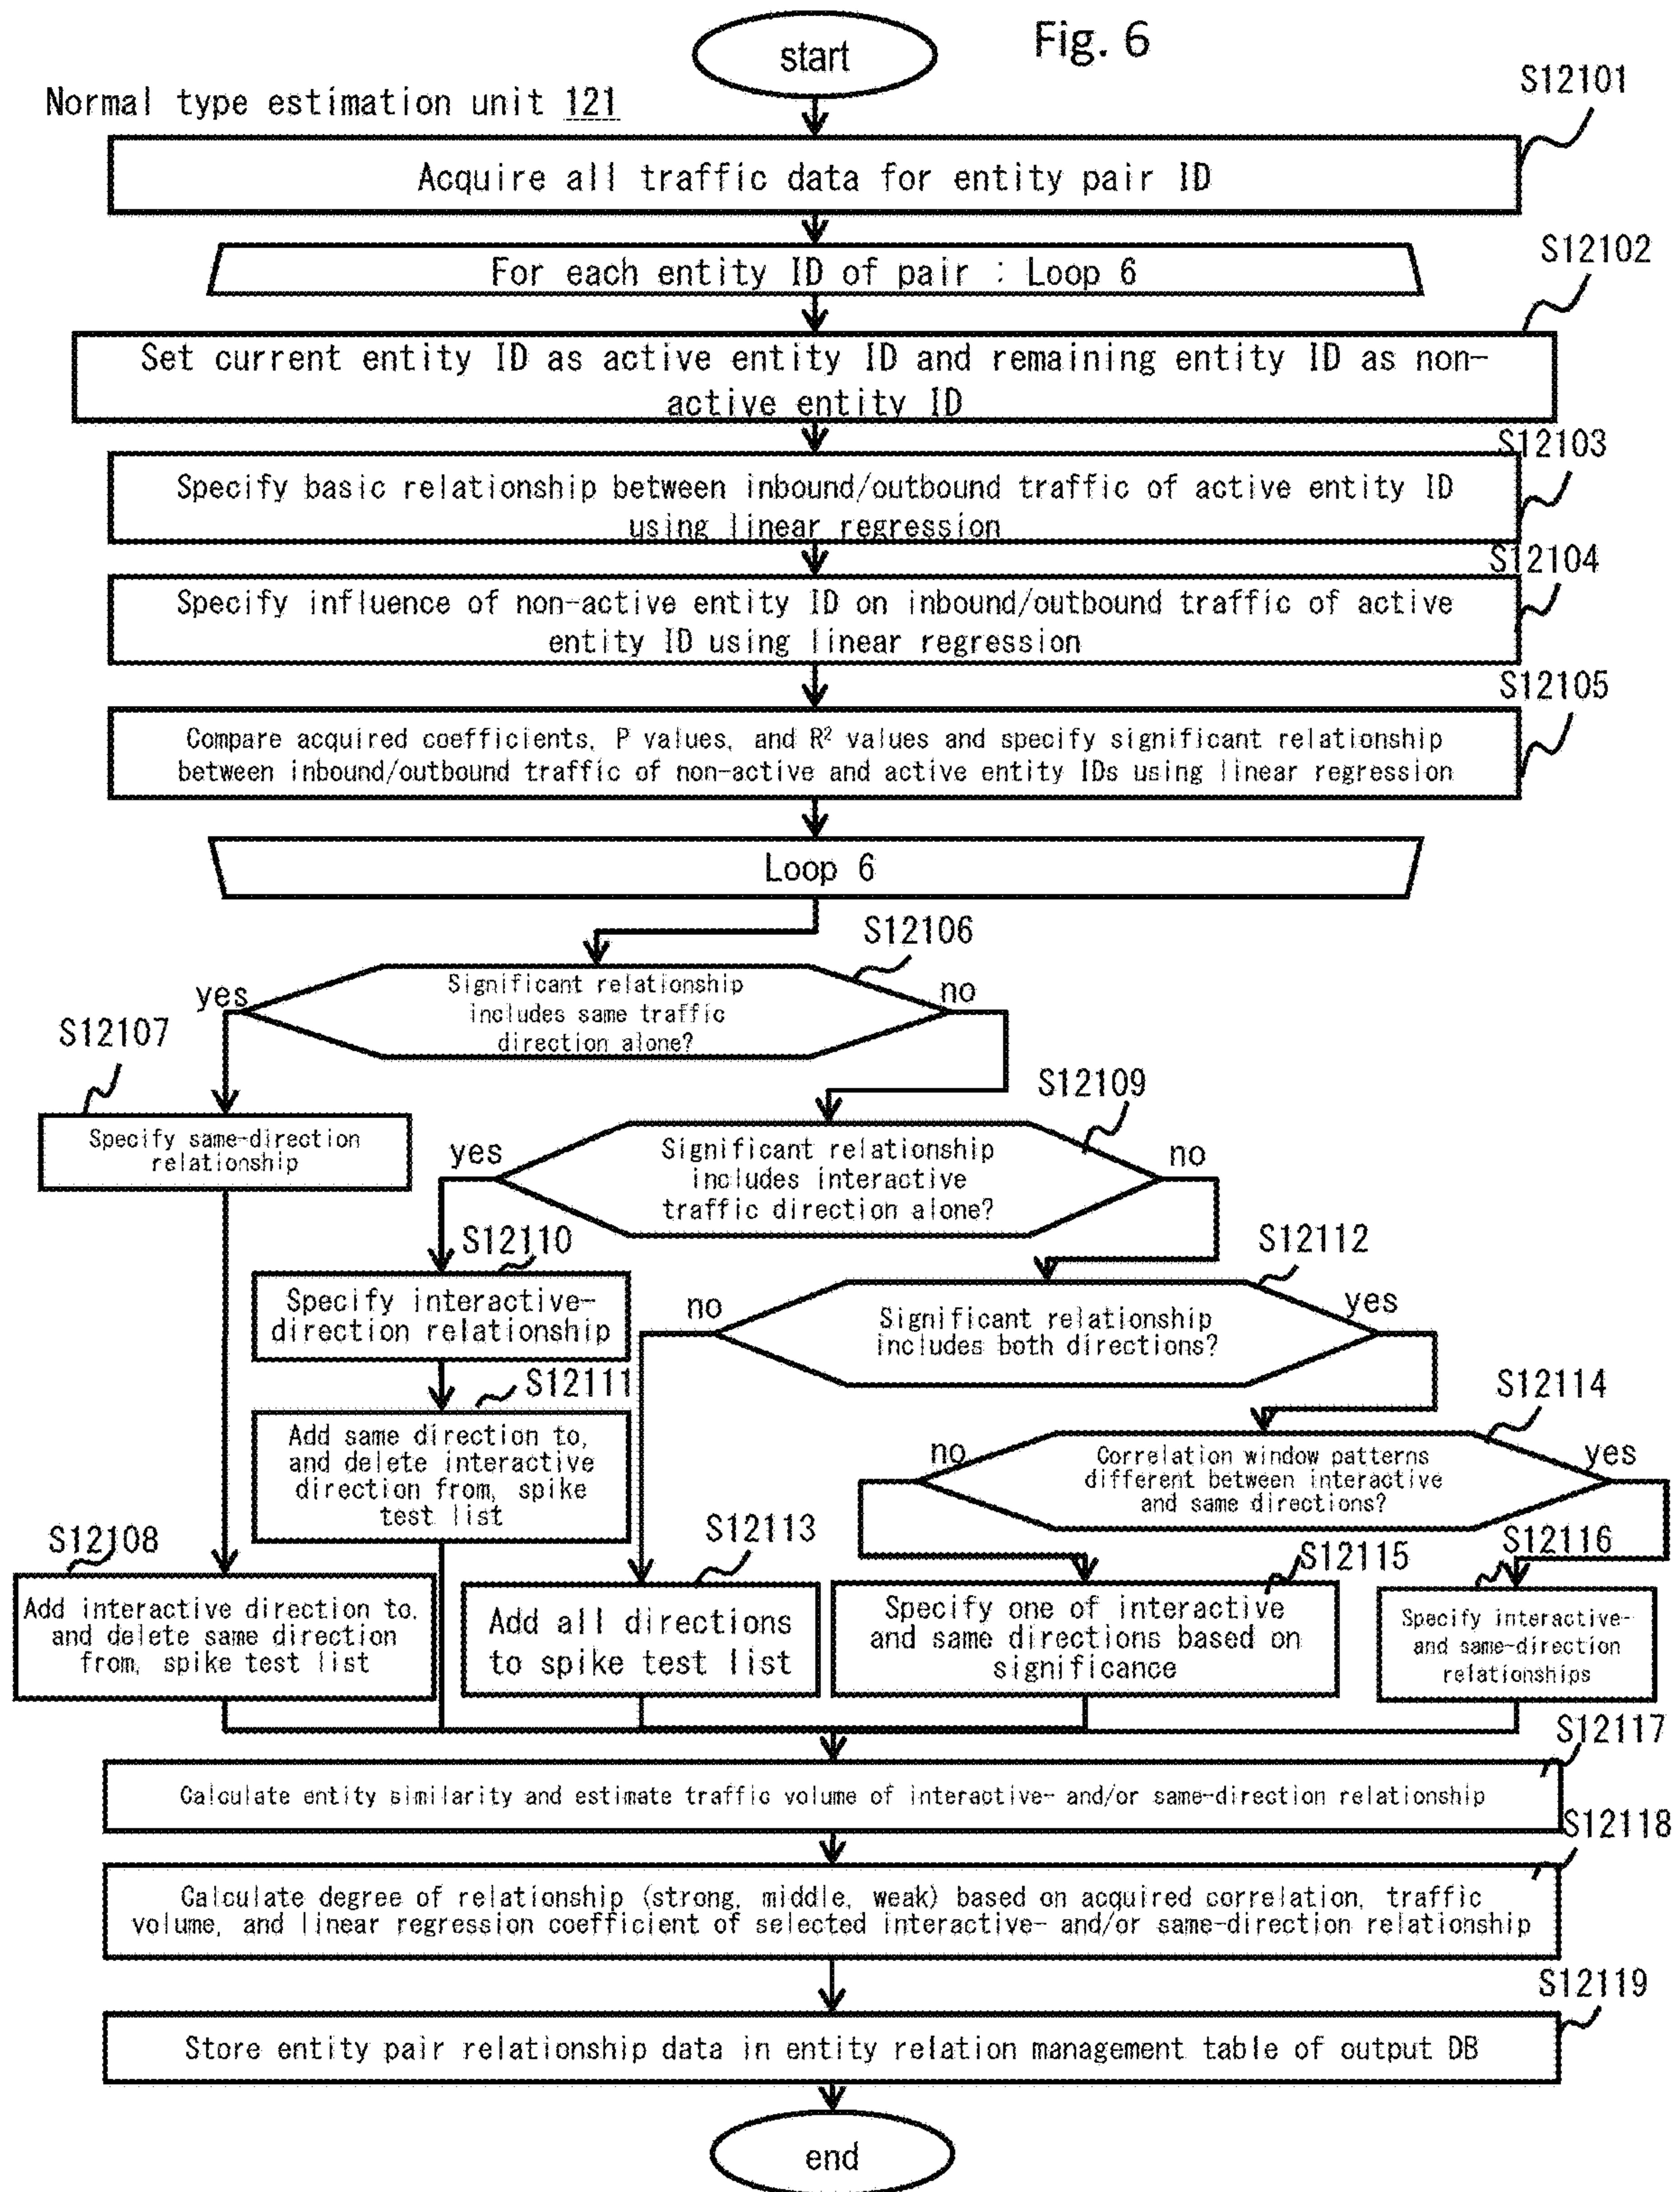 start
Fig. 6
Normal type estimation unit 121
S12101
Acquire all traffic data for entity pair ID
For each entity ID of pair : Loop 6
S12102
Set current entity ID as active entity ID and remaining entity ID as non-
active entity ID
S12103
Specify basic relationship between inbound/outbound traffic of active entity ID
using linear regression
S12104
Specify influence of non-active entity ID on inbound/outbound traffic of active
entity ID using linear regression
S12105
Compare acquired coefficients, P values, and R² values and specify significant relationship
between inbound/outbound traffic of non-active and active entity IDs using linear regression
Loop 6
S12106
Significant relationship
includes same traffic
direction alone?
yes
no
S12107
Specify same-direction
relationship
S12109
Significant relationship
includes interactive
traffic direction alone?
yes
no
S12110
Specify interactive-
direction relationship
S12112
Significant relationship
includes both directions?
no
yes
S12111
Add same direction to,
and delete interactive
direction from, spike
test list
S12114
Correlation window patterns
different between interactive
and same directions?
no
yes
S12108
Add interactive direction to,
and delete same direction
from, spike test list
S12113
Add all directions
to spike test list
S12115
Specify one of interactive
and same directions based on
significance
S12116
Specify interactive-
and same-direction
relationships
S12117
Calculate entity similarity and estimate traffic volume of interactive- and/or same-direction relationship
S12118
Calculate degree of relationship (strong, middle, weak) based on acquired correlation, traffic
volume, and linear regression coefficient of selected interactive- and/or same-direction relationship
S12119
Store entity pair relationship data in entity relation management table of output DB
end